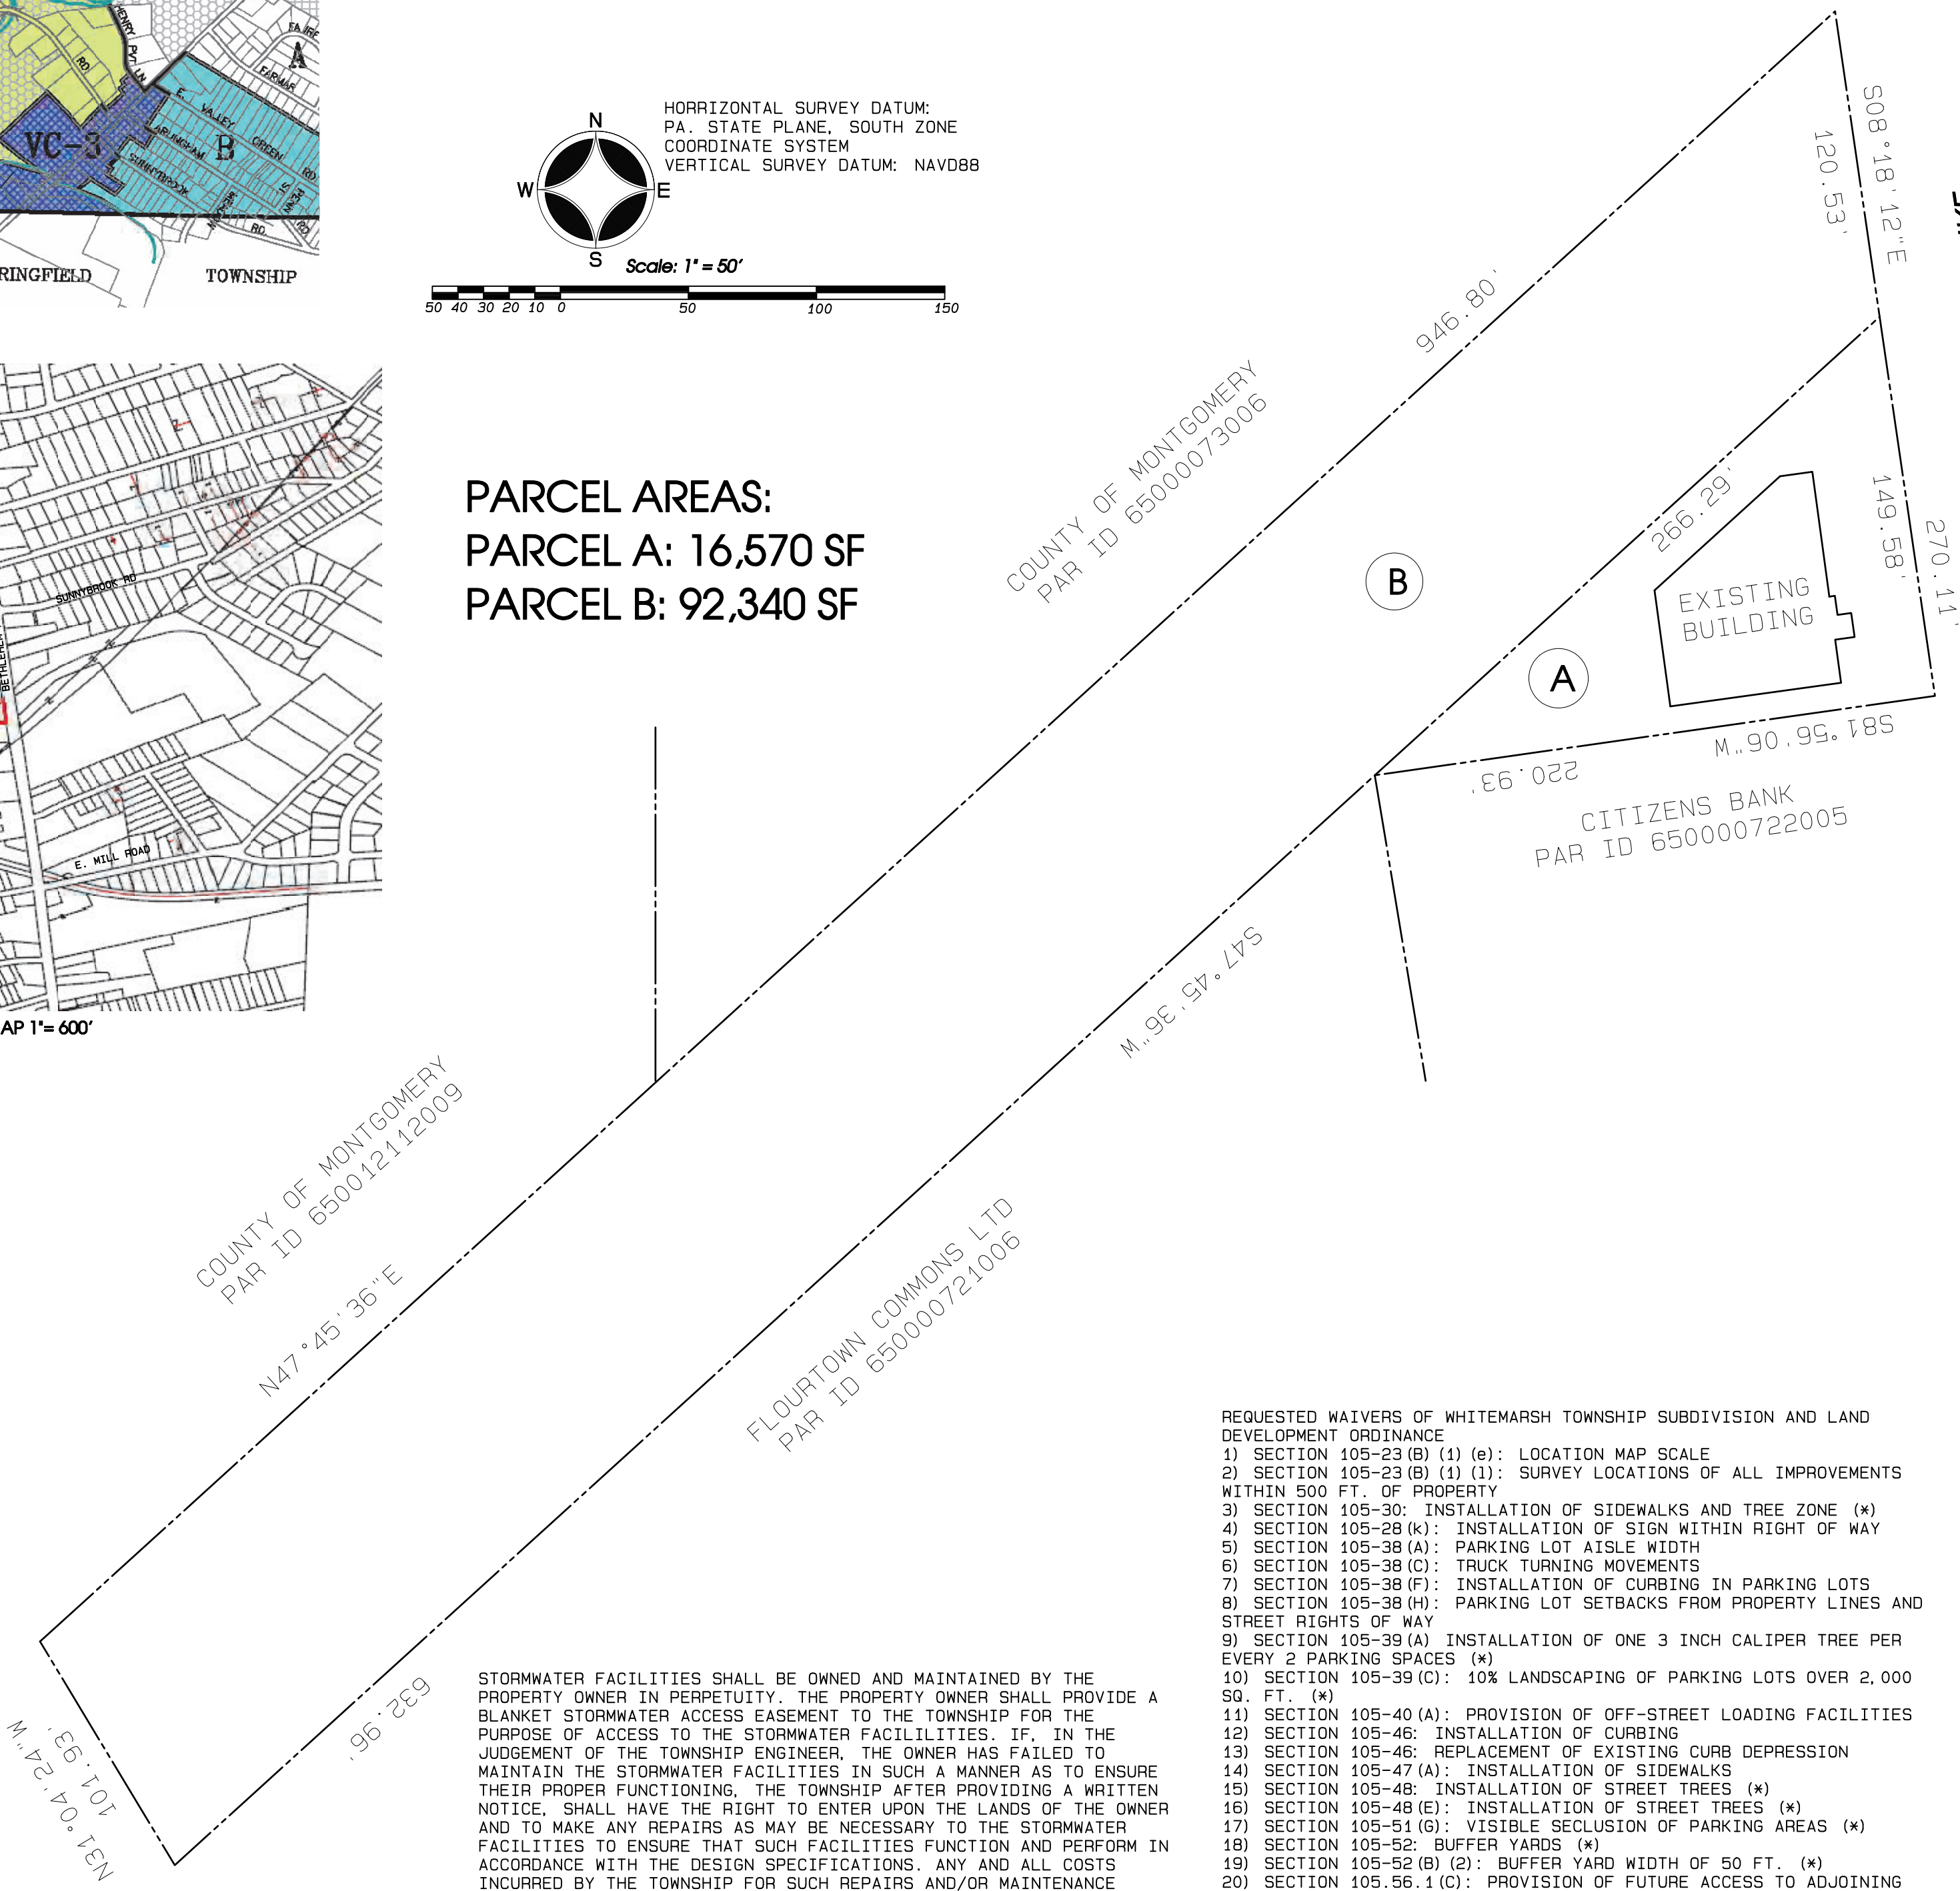 HENRY PVT LN
RD
FARMAR
A
E. VALLEY GREEN RD
VC-3
ARLINGHAM
B
SUNNYBROOK
RD
PENN
ST
RD
RINGFIELD
TOWNSHIP
N
W
E
S
HORRIZONTAL SURVEY DATUM:
PA. STATE PLANE, SOUTH ZONE
COORDINATE SYSTEM
VERTICAL SURVEY DATUM: NAVD88
Scale: 1" = 50'
50 40 30 20 10 0 50 100 150
SUNNYBROOK RD
E. MILL ROAD
AP 1"= 600'
PARCEL AREAS:
PARCEL A: 16,570 SF
PARCEL B: 92,340 SF
S08°18'12"E
120.53'
946.80'
COUNTY OF MONTGOMERY
PAR ID 65000073006
B
266.29'
149.58'
270.11'
EXISTING
BUILDING
A
S81°56'06"W
220.93'
CITIZENS BANK
PAR ID 650000722005
S47°45'36"W
COUNTY OF MONTGOMERY
PAR ID 650012112009
N47°45'36"E
FLOURTOWN COMMONS LTD
PAR ID 650000721006
632.96'
101.93'
N31°04'24"W
STORMWATER FACILITIES SHALL BE OWNED AND MAINTAINED BY THE
PROPERTY OWNER IN PERPETUITY. THE PROPERTY OWNER SHALL PROVIDE A
BLANKET STORMWATER ACCESS EASEMENT TO THE TOWNSHIP FOR THE
PURPOSE OF ACCESS TO THE STORMWATER FACILILITIES. IF, IN THE
JUDGEMENT OF THE TOWNSHIP ENGINEER, THE OWNER HAS FAILED TO
MAINTAIN THE STORMWATER FACILITIES IN SUCH A MANNER AS TO ENSURE
THEIR PROPER FUNCTIONING, THE TOWNSHIP AFTER PROVIDING A WRITTEN
NOTICE, SHALL HAVE THE RIGHT TO ENTER UPON THE LANDS OF THE OWNER
AND TO MAKE ANY REPAIRS AS MAY BE NECESSARY TO THE STORMWATER
FACILITIES TO ENSURE THAT SUCH FACILITIES FUNCTION AND PERFORM IN
ACCORDANCE WITH THE DESIGN SPECIFICATIONS. ANY AND ALL COSTS
INCURRED BY THE TOWNSHIP FOR SUCH REPAIRS AND/OR MAINTENANCE
REQUESTED WAIVERS OF WHITEMARSH TOWNSHIP SUBDIVISION AND LAND
DEVELOPMENT ORDINANCE
1) SECTION 105-23(B)(1)(e): LOCATION MAP SCALE
2) SECTION 105-23(B)(1)(l): SURVEY LOCATIONS OF ALL IMPROVEMENTS
WITHIN 500 FT. OF PROPERTY
3) SECTION 105-30: INSTALLATION OF SIDEWALKS AND TREE ZONE (*)
4) SECTION 105-28(k): INSTALLATION OF SIGN WITHIN RIGHT OF WAY
5) SECTION 105-38(A): PARKING LOT AISLE WIDTH
6) SECTION 105-38(C): TRUCK TURNING MOVEMENTS
7) SECTION 105-38(F): INSTALLATION OF CURBING IN PARKING LOTS
8) SECTION 105-38(H): PARKING LOT SETBACKS FROM PROPERTY LINES AND
STREET RIGHTS OF WAY
9) SECTION 105-39(A) INSTALLATION OF ONE 3 INCH CALIPER TREE PER
EVERY 2 PARKING SPACES (*)
10) SECTION 105-39(C): 10% LANDSCAPING OF PARKING LOTS OVER 2,000
SQ. FT. (*)
11) SECTION 105-40(A): PROVISION OF OFF-STREET LOADING FACILITIES
12) SECTION 105-46: INSTALLATION OF CURBING
13) SECTION 105-46: REPLACEMENT OF EXISTING CURB DEPRESSION
14) SECTION 105-47(A): INSTALLATION OF SIDEWALKS
15) SECTION 105-48: INSTALLATION OF STREET TREES (*)
16) SECTION 105-48(E): INSTALLATION OF STREET TREES (*)
17) SECTION 105-51(G): VISIBLE SECLUSION OF PARKING AREAS (*)
18) SECTION 105-52: BUFFER YARDS (*)
19) SECTION 105-52(B)(2): BUFFER YARD WIDTH OF 50 FT. (*)
20) SECTION 105.56.1(C): PROVISION OF FUTURE ACCESS TO ADJOINING